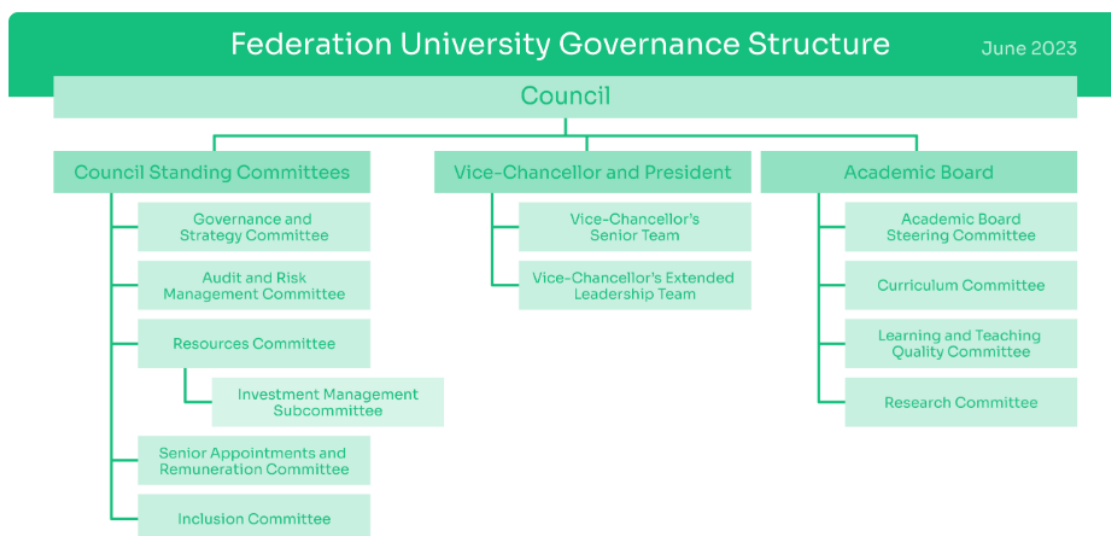 Federation University Governance Structure
June 2023
Council
Council Standing Committees
Governance and
Strategy Committee
Audit and Risk
Management Committee
Resources Committee
Investment Management
Subcommittee
Senior Appointments and
Remuneration Committee
Inclusion Committee
Vice-Chancellor and President
Vice-Chancellor's
Senior Team
Vice-Chancellor's Extended
Leadership Team
Academic Board
Academic Board
Steering Committee
Curriculum Committee
Learning and Teaching
Quality Committee
Research Committee